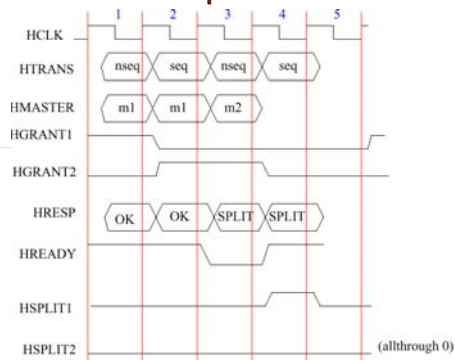 1 2 3 4 5
HCLK
HTRANS nseq seq nseq seq
HMASTER m1 m1 m2
HGRANT1
HGRANT2
HRESP OK OK SPLIT SPLIT
HREADY
HSPLIT1
HSPLIT2 (allthrough 0)